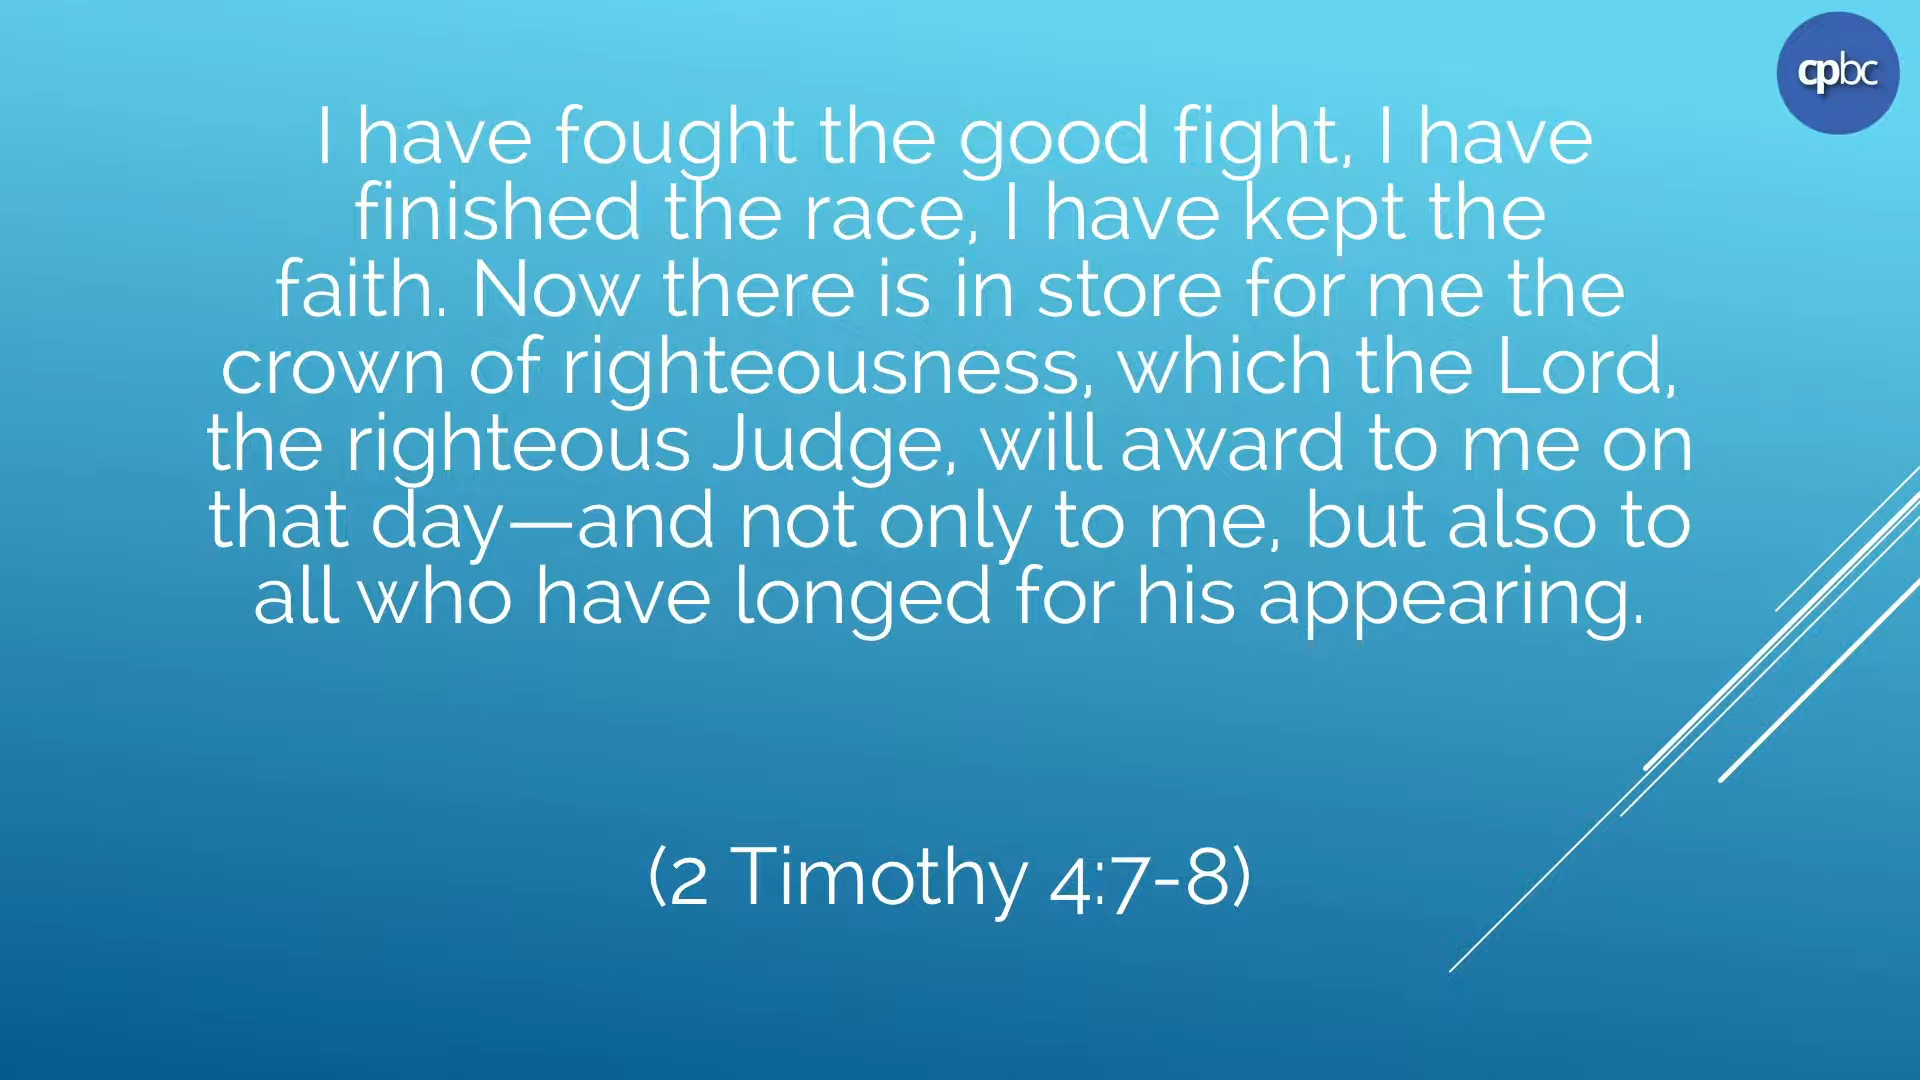 cpbc
I have fought the good fight, I have
finished the race, I have kept the
faith. Now there is in store for me the
crown of righteousness, which the Lord,
the righteous Judge, will award to me on
that day—and not only to me, but also to
all who have longed for his appearing.
(2 Timothy 4:7-8)